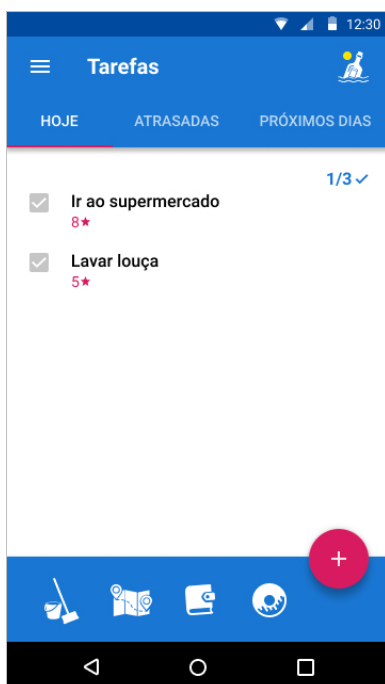 12:30
Tarefas
HOJE ATRASADAS PRÓXIMOS DIAS
1/3
Ir ao supermercado
8★
Lavar louça
5★
+